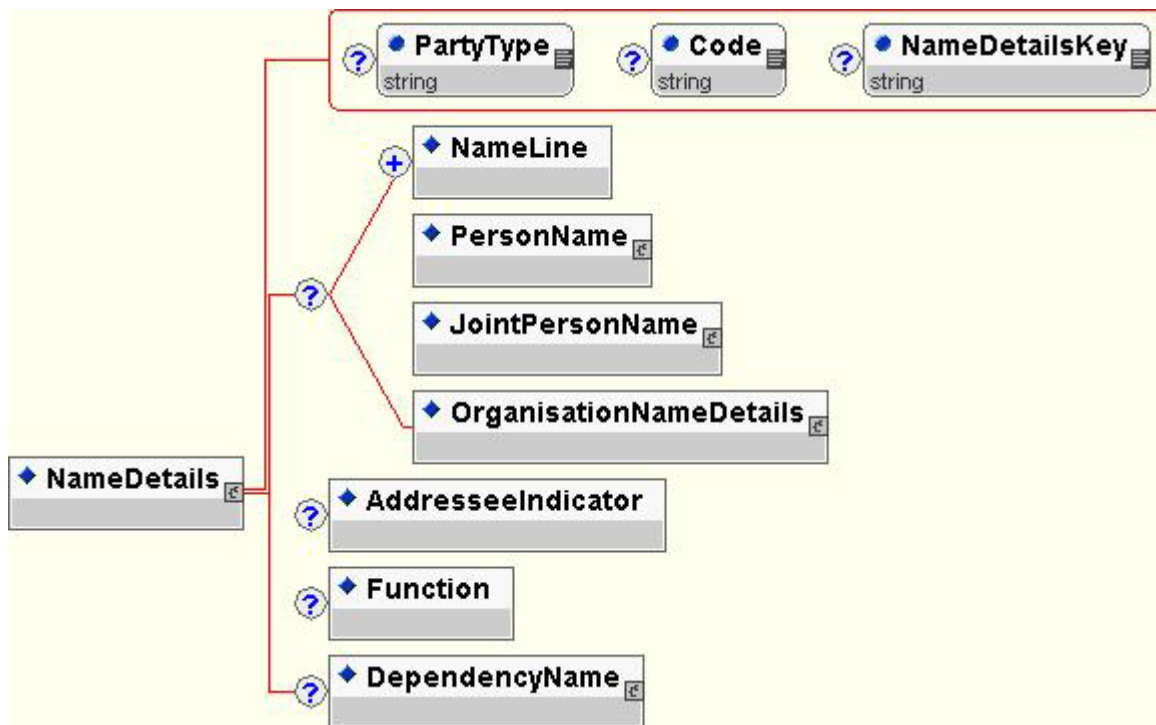 PartyType Code NameDetailsKey
string string string
NameLine
PersonName
JointPersonName
OrganisationNameDetails
NameDetails
AddresseeIndicator
Function
DependencyName